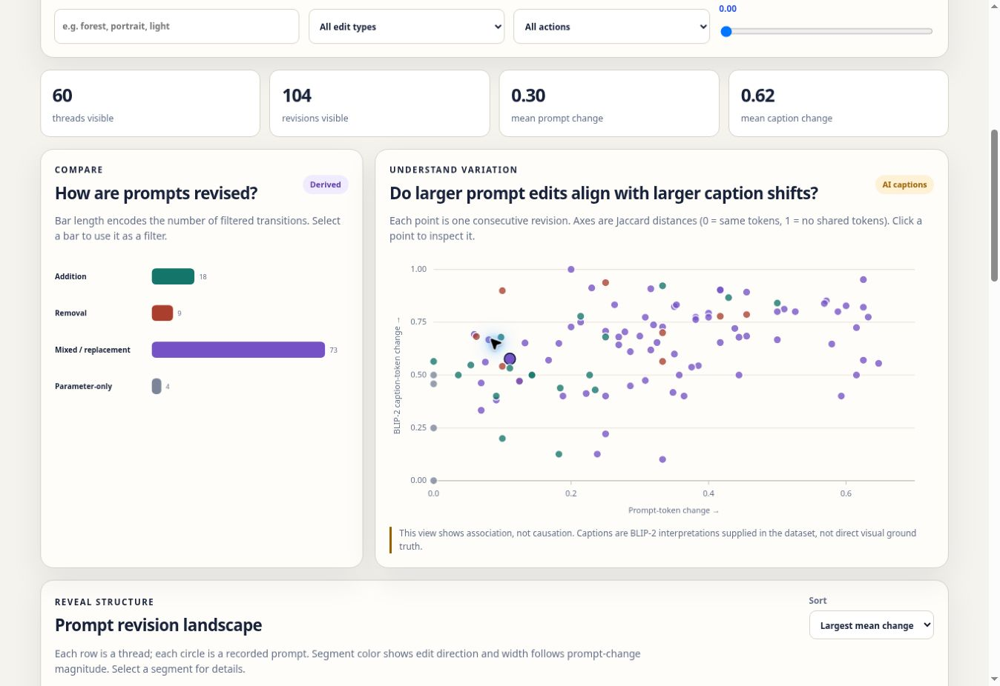 0.00
e.g. forest, portrait, light
All edit types
All actions
60
threads visible
104
revisions visible
0.30
mean prompt change
0.62
mean caption change
COMPARE
How are prompts revised?
Derived
Bar length encodes the number of filtered transitions. Select
a bar to use it as a filter.
Addition
18
Removal
9
Mixed / replacement
73
Parameter-only
4
UNDERSTAND VARIATION
Do larger prompt edits align with larger caption shifts?
AI captions
Each point is one consecutive revision. Axes are Jaccard distances (0 = same tokens, 1 = no shared tokens). Click a
point to inspect it.
BLIP-2 caption-token change →
1.00
0.75
0.50
0.25
0.00
0.0
0.2
0.4
0.6
Prompt-token change →
This view shows association, not causation. Captions are BLIP-2 interpretations supplied in the dataset, not direct visual ground
truth.
REVEAL STRUCTURE
Prompt revision landscape
Sort
Largest mean change
Each row is a thread; each circle is a recorded prompt. Segment color shows edit direction and width follows prompt-change
magnitude. Select a segment for details.